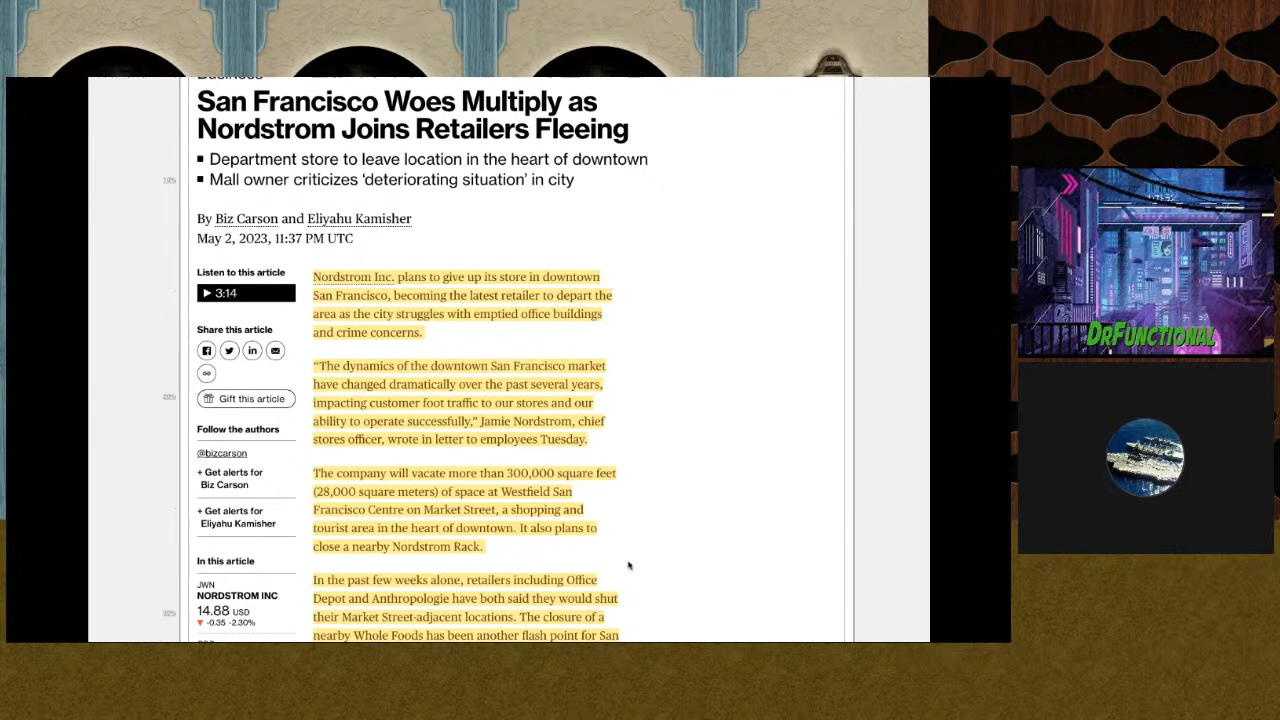 Business
San Francisco Woes Multiply as
Nordstrom Joins Retailers Fleeing
Department store to leave location in the heart of downtown
Mall owner criticizes ‘deteriorating situation’ in city
By Biz Carson and Eliyahu Kamisher
May 2, 2023, 11:37 PM UTC
Listen to this article
3:14
Share this article
Gift this article
Follow the authors
@bizcarson
+ Get alerts for
Biz Carson
+ Get alerts for
Eliyahu Kamisher
In this article
JWN
NORDSTROM INC
14.88 USD
▼ -0.35 -2.30%
Nordstrom Inc. plans to give up its store in downtown
San Francisco, becoming the latest retailer to depart the
area as the city struggles with emptied office buildings
and crime concerns.
“The dynamics of the downtown San Francisco market
have changed dramatically over the past several years,
impacting customer foot traffic to our stores and our
ability to operate successfully,” Jamie Nordstrom, chief
stores officer, wrote in letter to employees Tuesday.
The company will vacate more than 300,000 square feet
(28,000 square meters) of space at Westfield San
Francisco Centre on Market Street, a shopping and
tourist area in the heart of downtown. It also plans to
close a nearby Nordstrom Rack.
In the past few weeks alone, retailers including Office
Depot and Anthropologie have both said they would shut
their Market Street-adjacent locations. The closure of a
nearby Whole Foods has been another flash point for San
10%
20%
30%
DrFunctional